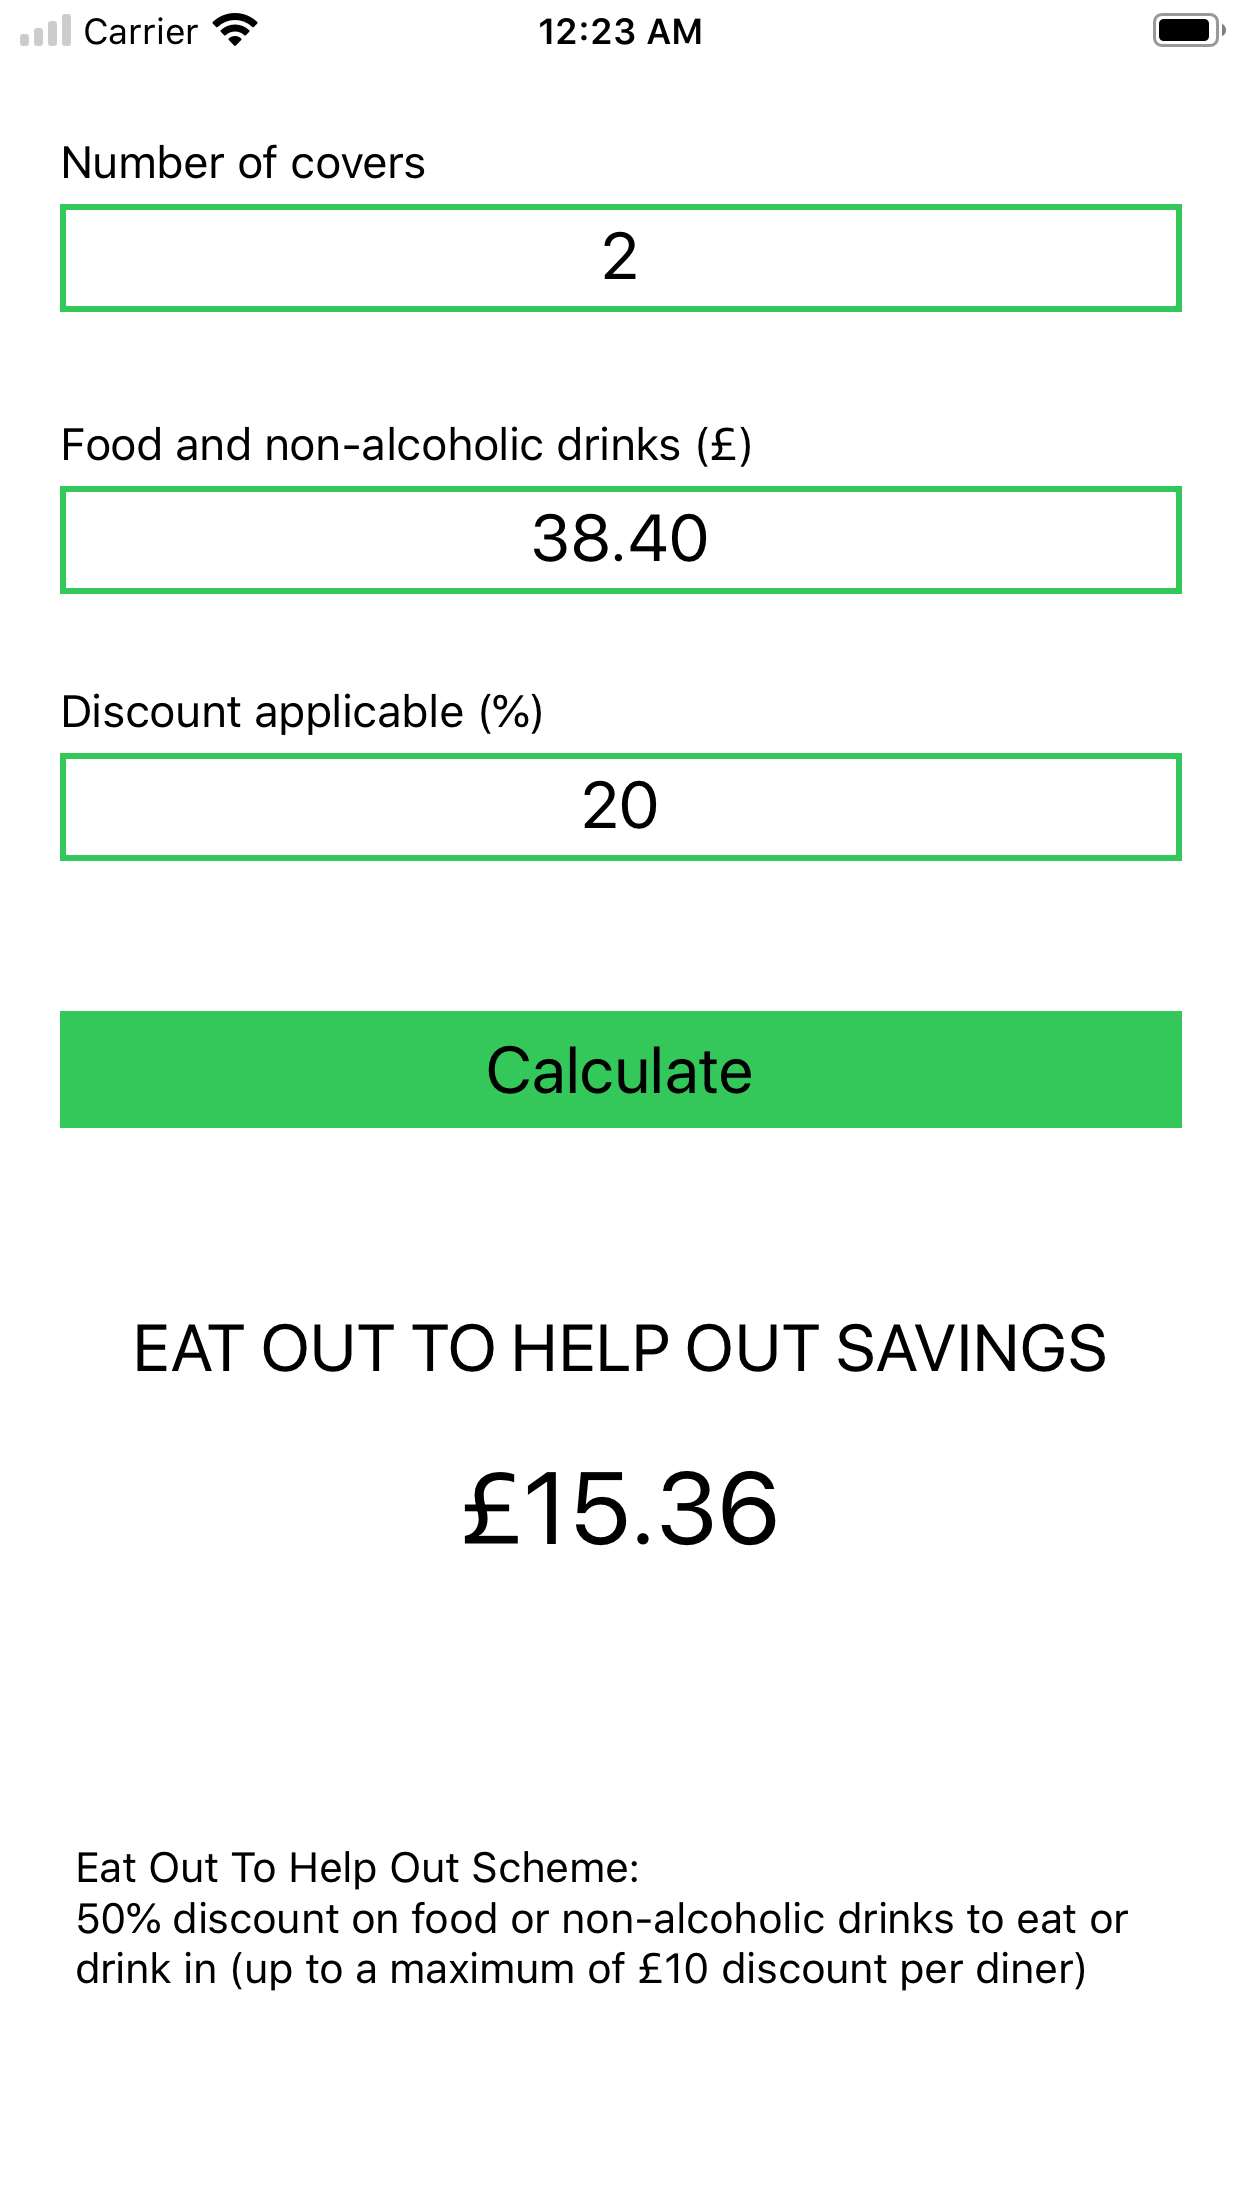 Carrier 12:23 AM
Number of covers
2
Food and non-alcoholic drinks (£)
38.40
Discount applicable (%)
20
Calculate
EAT OUT TO HELP OUT SAVINGS
£15.36
Eat Out To Help Out Scheme:
50% discount on food or non-alcoholic drinks to eat or
drink in (up to a maximum of £10 discount per diner)